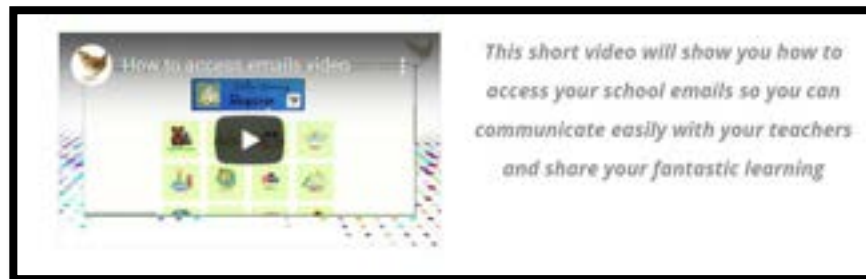 How to access emails video
This short video will show you how to
access your school emails so you can
communicate easily with your teachers
and share your fantastic learning